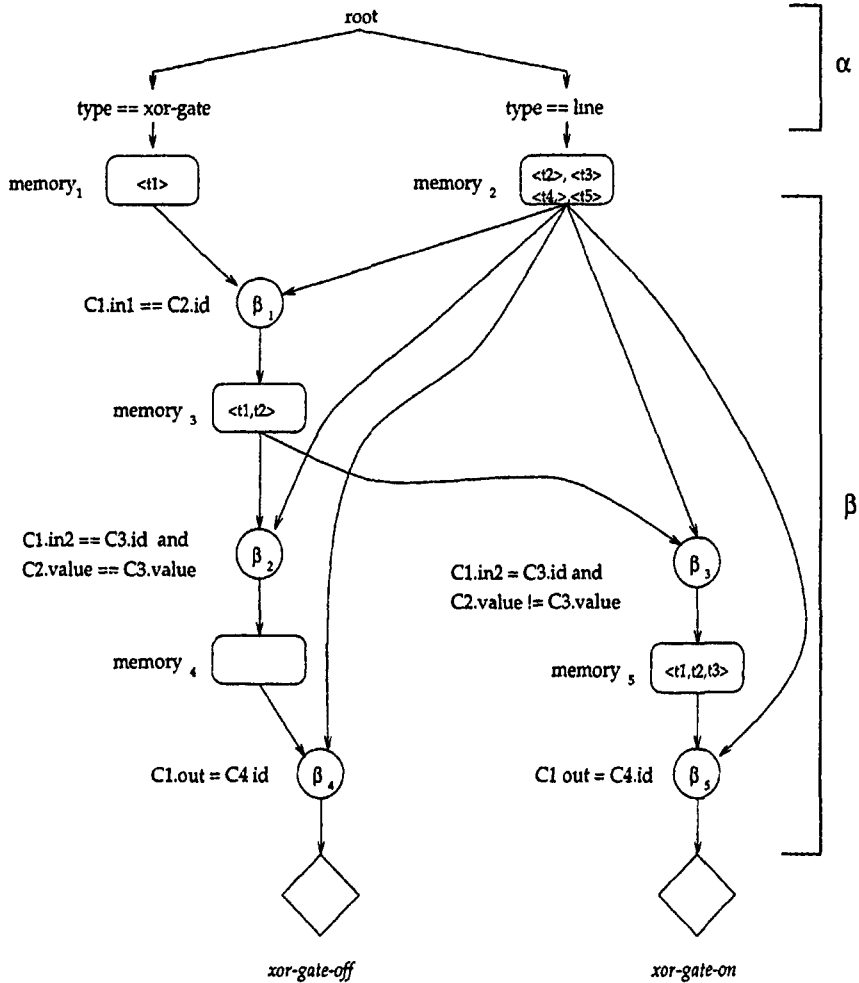 root
α
type == xor-gate
type == line
memory 1
<t1>
memory 2
<t2>, <t3>
<t4,>,<t5>
C1.in1 == C2.id
β 1
memory 3
<t1,t2>
β
C1.in2 == C3.id and
C2.value == C3.value
β 2
C1.in2 = C3.id and
C2.value != C3.value
β 3
memory 4
memory 5
<t1,t2,t3>
C1.out = C4 id
β 4
C1 out = C4.id
β 5
xor-gate-off
xor-gate-on